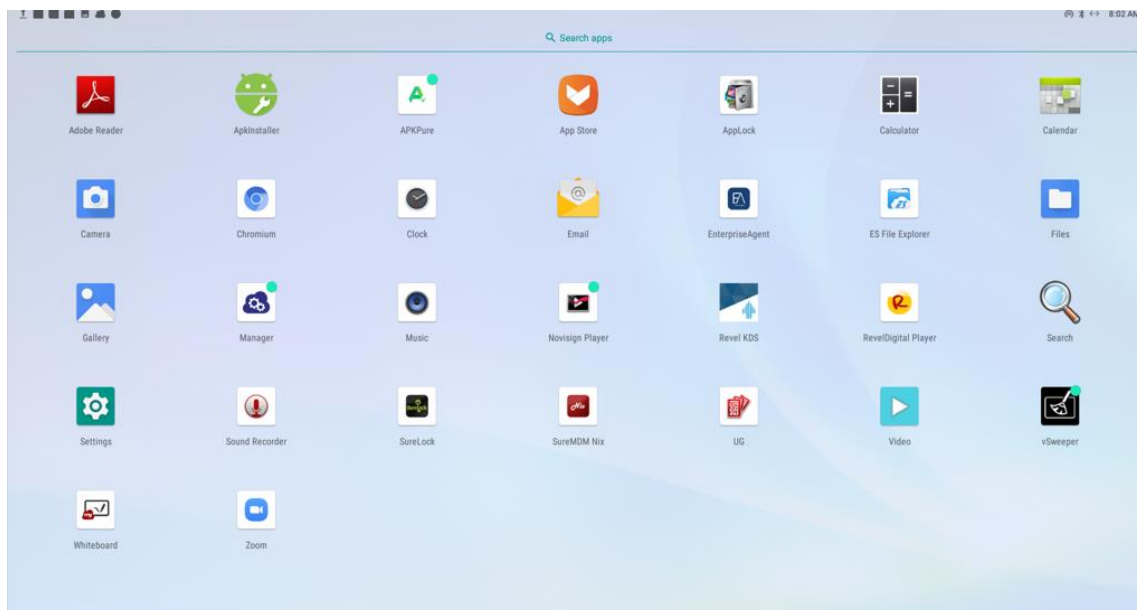 8:02 AM
Search apps
Adobe Reader
ApkInstaller
APKPure
App Store
AppLock
Calculator
Calendar
Camera
Chromium
Clock
Email
EnterpriseAgent
ES File Explorer
Files
Gallery
Manager
Music
Novisign Player
Revel KDS
RevelDigital Player
Search
Settings
Sound Recorder
SureLock
SureMDM Nix
UG
Video
vSweeper
Whiteboard
Zoom